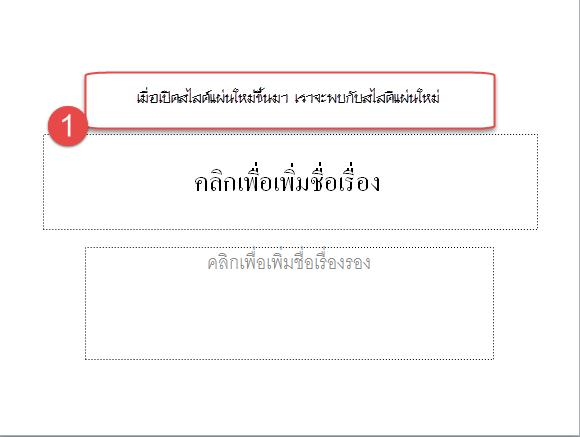 เมื่อเปิดสไลด์แผ่นใหม่ขึ้นมา เราจะพบกับสไลด์แผ่นใหม่
1
คลิกเพื่อเพิ่มชื่อเรื่อง
คลิกเพื่อเพิ่มชื่อเรื่องรอง